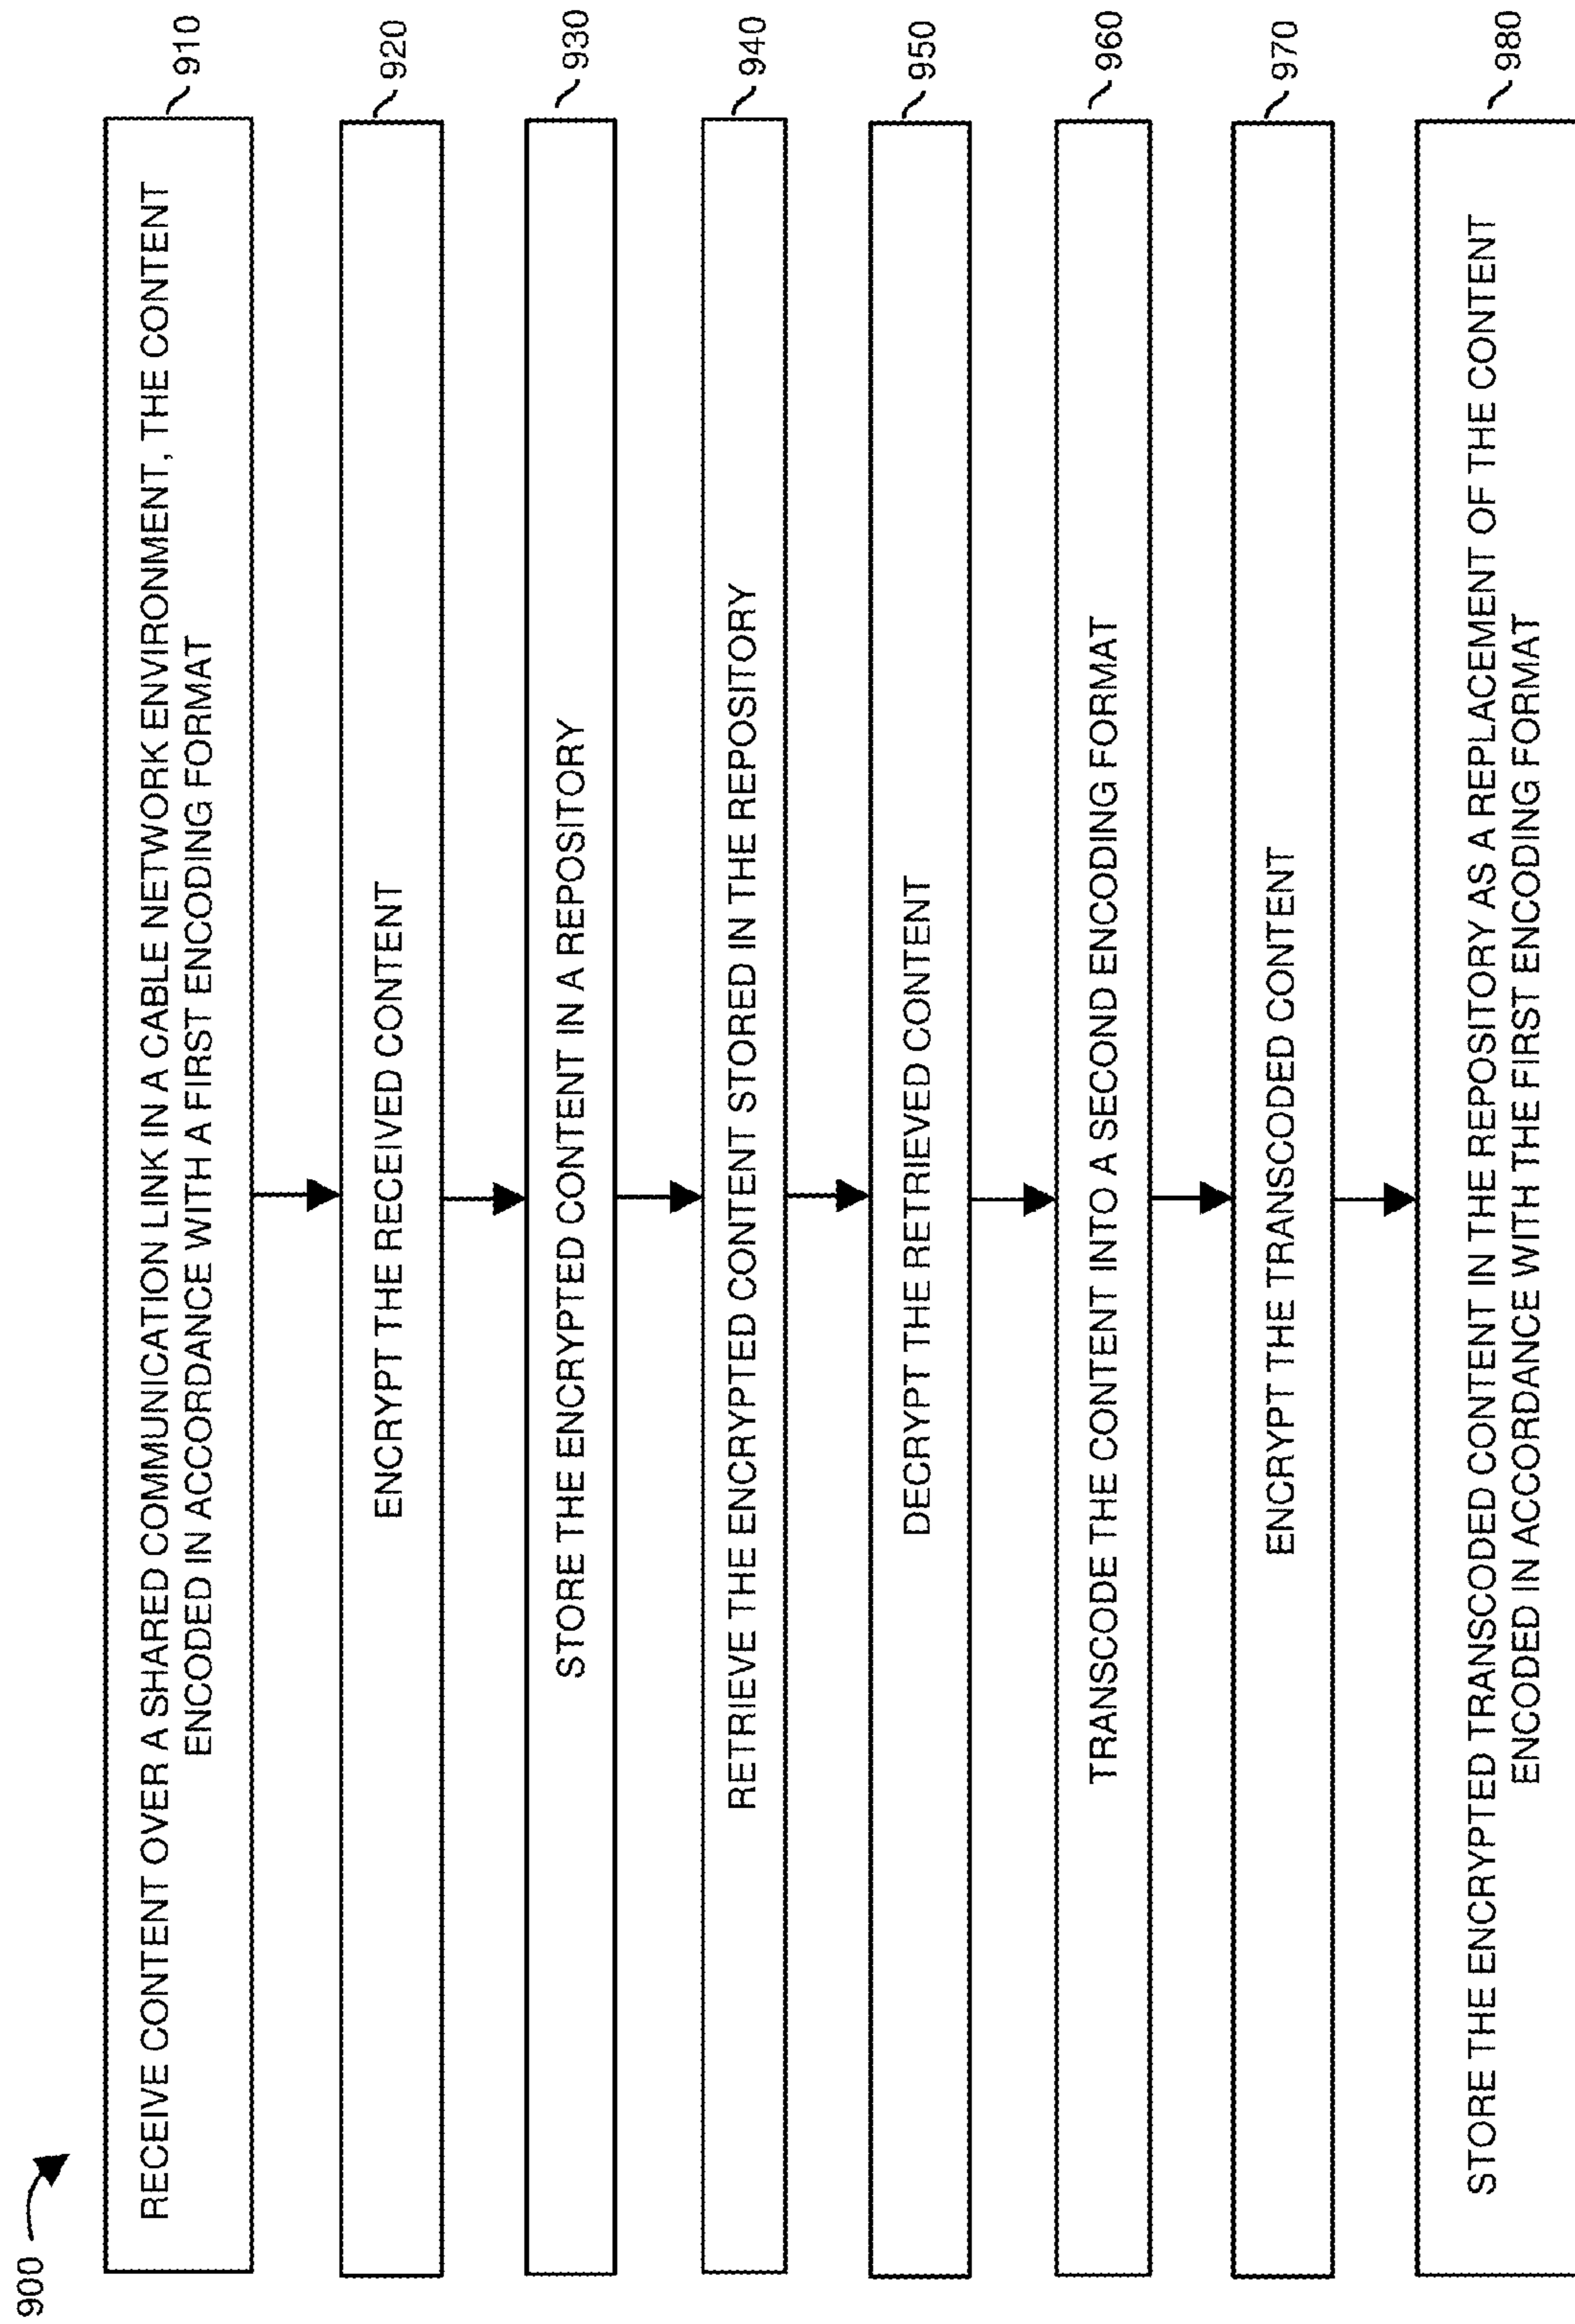 900
RECEIVE CONTENT OVER A SHARED COMMUNICATION LINK IN A CABLE NETWORK ENVIRONMENT, THE CONTENT
ENCODED IN ACCORDANCE WITH A FIRST ENCODING FORMAT
910
ENCRYPT THE RECEIVED CONTENT
920
STORE THE ENCRYPTED CONTENT IN A REPOSITORY
930
RETRIEVE THE ENCRYPTED CONTENT STORED IN THE REPOSITORY
940
DECRYPT THE RETRIEVED CONTENT
950
TRANSCODE THE CONTENT INTO A SECOND ENCODING FORMAT
960
ENCRYPT THE TRANSCODED CONTENT
970
STORE THE ENCRYPTED TRANSCODED CONTENT IN THE REPOSITORY AS A REPLACEMENT OF THE CONTENT
ENCODED IN ACCORDANCE WITH THE FIRST ENCODING FORMAT
980